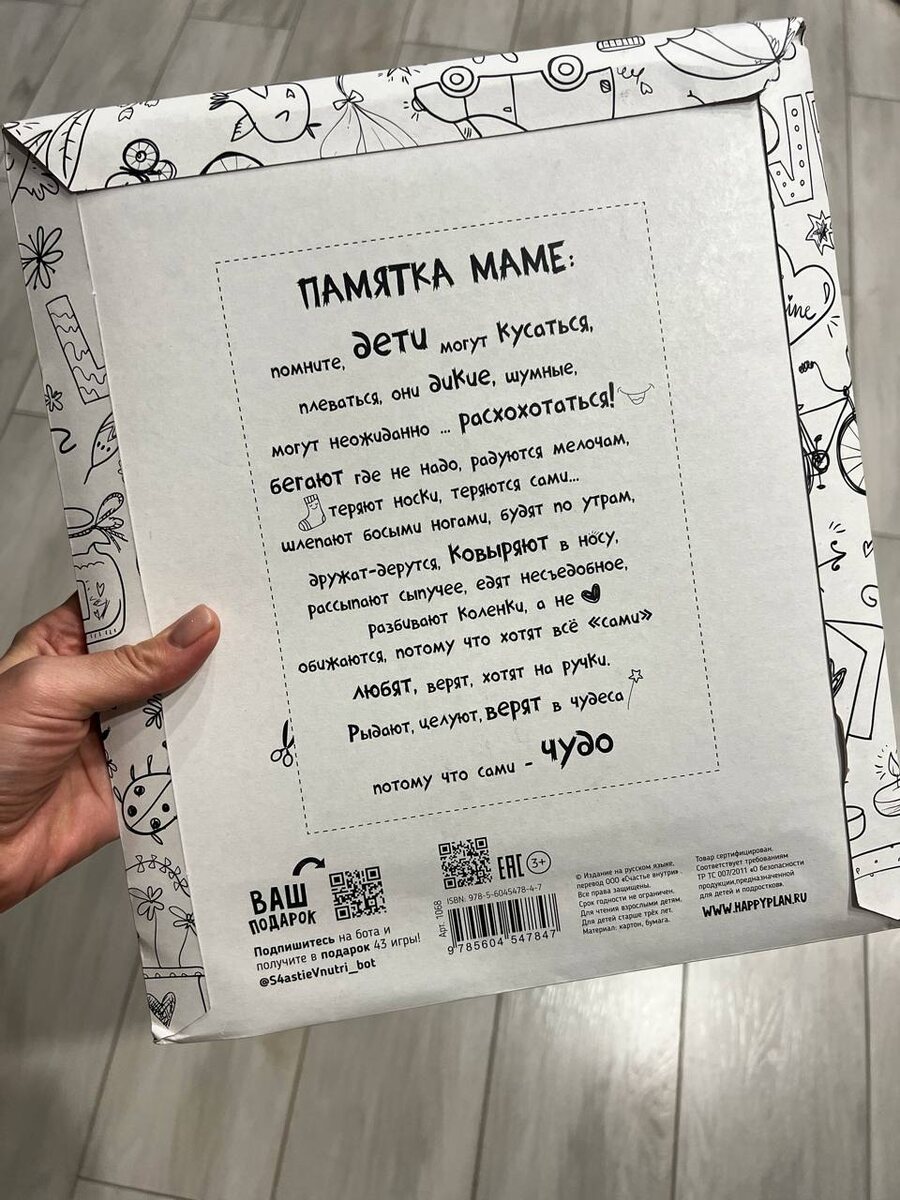 ПАМЯТКА МАМЕ:
помните, дети могут кусаться,
плеваться, они дикие, шумные,
могут неожиданно ... расхохотаться!
бегают где не надо, радуются мелочам,
теряют носки, теряются сами...
шлепают босыми ногами, будят по утрам,
дружат-дерутся, ковыряют в носу,
рассыпают сыпучее, едят несъедобное,
разбивают коленки, а не
обижаются, потому что хотят всё «сами»
любят, верят, хотят на ручки.
Рыдают, целуют, верят в чудеса
потому что сами - чудо
ВАШ
ПОДАРОК
Подпишитесь на бота и
получите в подарок 43 игры!
@S4astieVnutri_bot
Арт. 1068
EAC 3+
ISBN: 978-5-6045478-4-7
9 785604 547847
© Издание на русском языке,
перевод ООО «Счастье внутри»
Все права защищены.
Срок годности не ограничен.
Для чтения взрослыми детям.
Для детей старше трёх лет.
Материал: картон, бумага.
Товар сертифицирован.
Соответствует требованиям
ТР ТС 007/2011 «О безопасности
продукции,предназначенной
для детей и подростков».
WWW.HAPPYPLAN.RU
ine